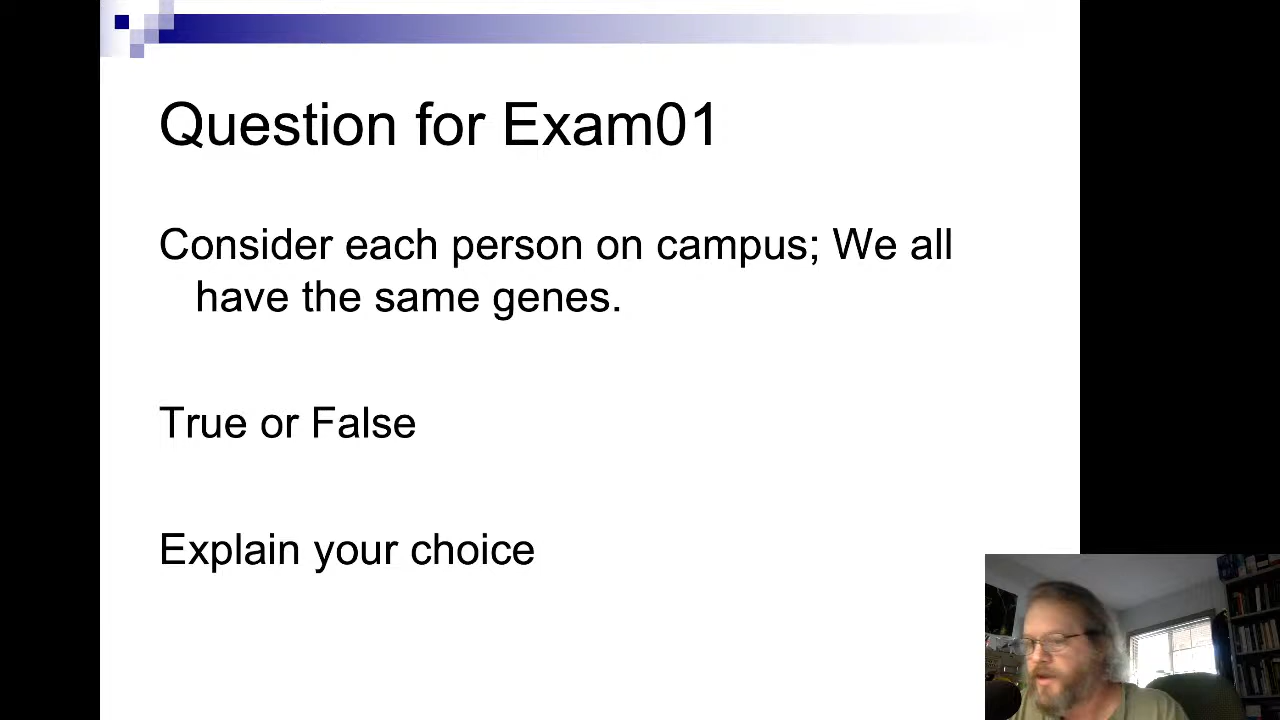 Question for Exam01
Consider each person on campus; We all
have the same genes.
True or False
Explain your choice